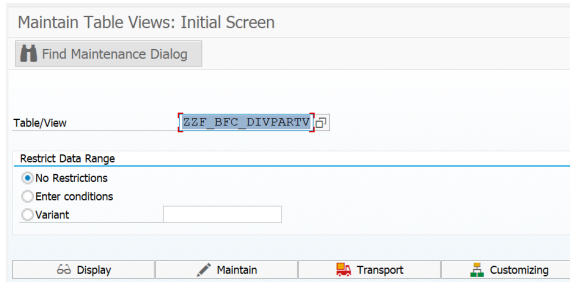 Maintain Table Views: Initial Screen
Find Maintenance Dialog
Table/View ZZF_BFC_DIVPARTV
Restrict Data Range
No Restrictions
Enter conditions
Variant
Display Maintain Transport Customizing